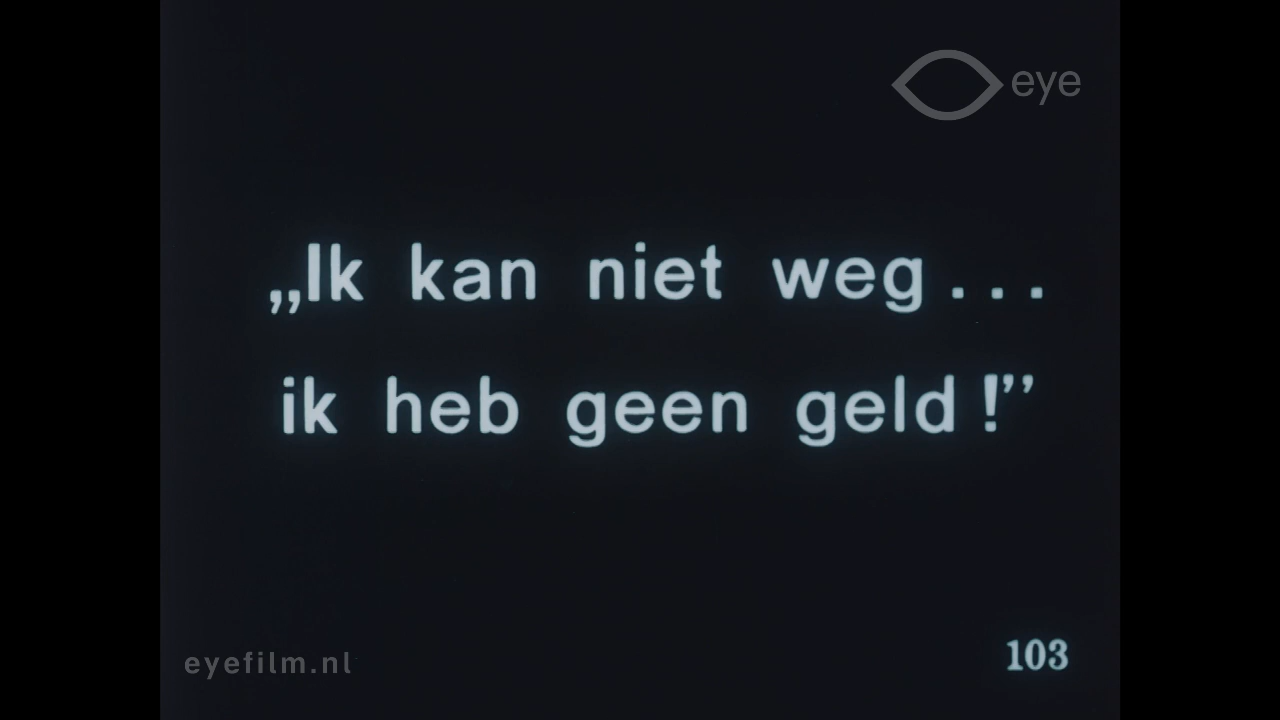 eye
„Ik kan niet weg...
ik heb geen geld!”
eyefilm.nl
103